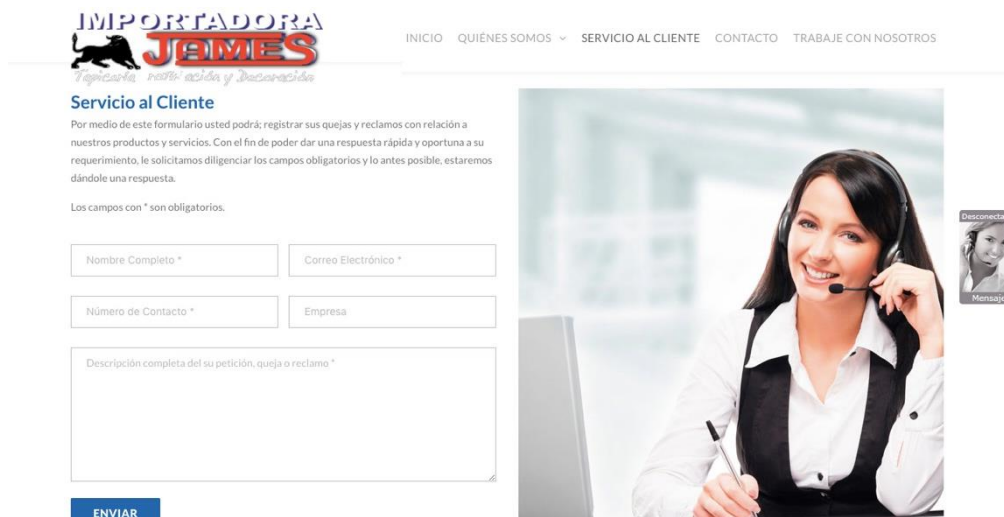 IMPORTADORA
JAMES
INICIO QUIÉNES SOMOS SERVICIO AL CLIENTE CONTACTO TRABAJE CON NOSOTROS
Servicio al Cliente
Por medio de este formulario usted podrá; registrar sus quejas y reclamos con relación a
nuestros productos y servicios. Con el fin de poder dar una respuesta rápida y oportuna a su
requerimiento, le solicitamos diligenciar los campos obligatorios y lo antes posible, estaremos
dándole una respuesta.
Los campos con * son obligatorios.
Nombre Completo *
Correo Electrónico *
Número de Contacto *
Empresa
Descripción completa del su petición, queja o reclamo *
ENVIAR
Desconecta
Mensaje